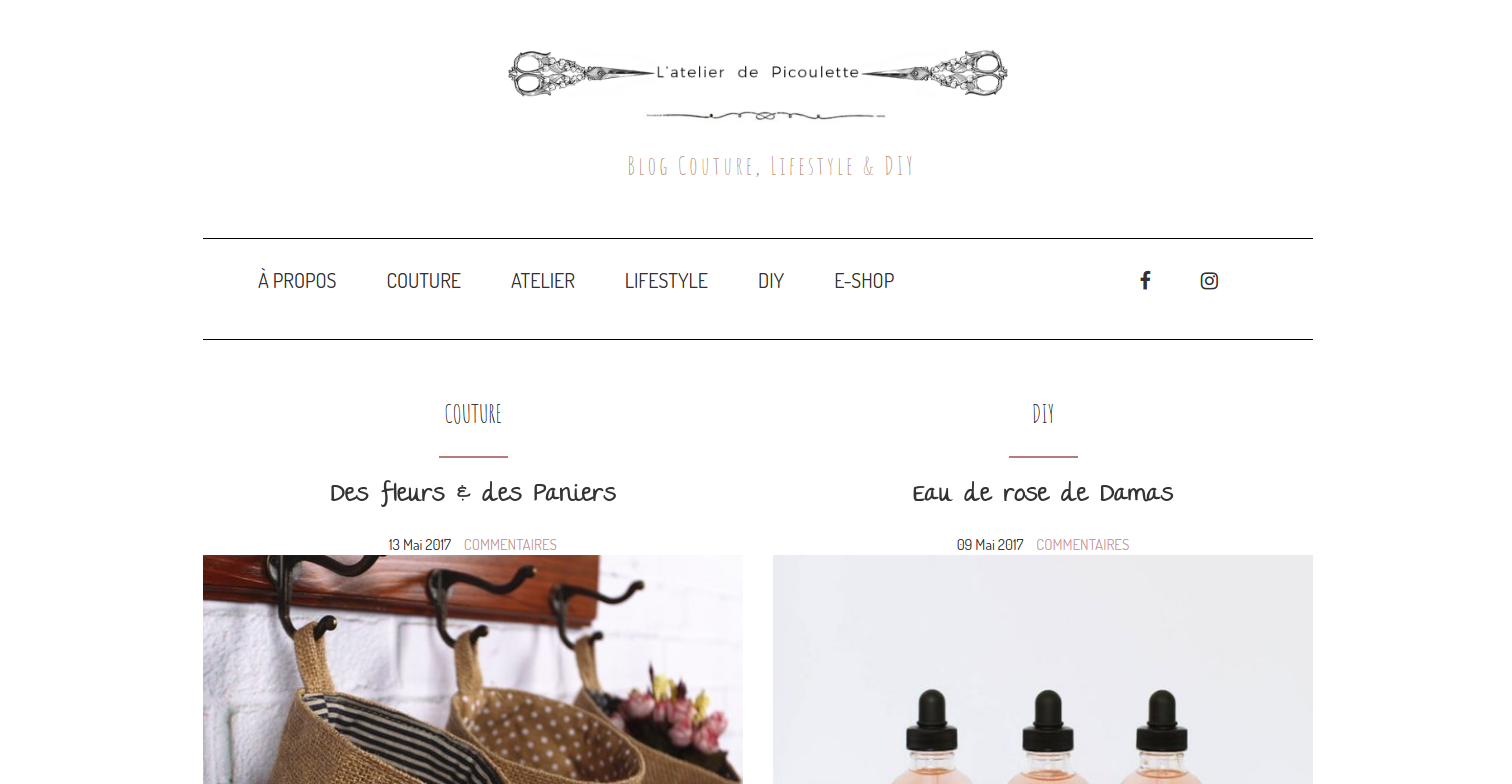 L'atelier de Picoulette
Blog Couture, Lifestyle & DIY
À PROPOS COUTURE ATELIER LIFESTYLE DIY E-SHOP
COUTURE
Des fleurs & des Paniers
13 Mai 2017 COMMENTAIRES
DIY
Eau de rose de Damas
09 Mai 2017 COMMENTAIRES